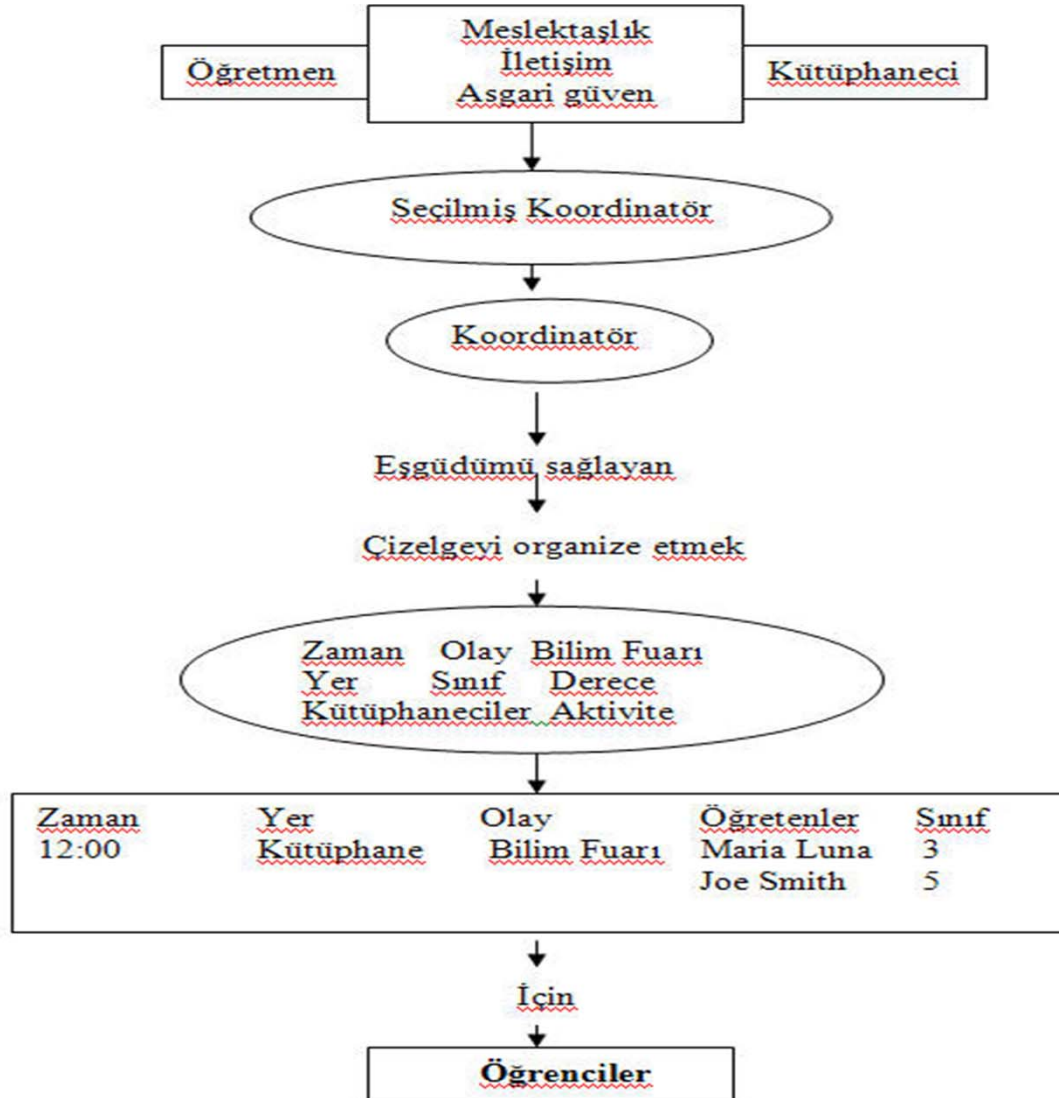 Meslektaşlık
İletişim
Asgari güven
Öğretmen
Kütüphaneci
Seçilmiş Koordinatör
Koordinatör
Eşgüdümü sağlayan
Çizelgeyi organize etmek
Zaman Olay Bilim Fuarı
Yer Sınıf Derece
Kütüphaneciler Aktivite
Zaman Yer Olay Öğretenler Sınıf
12:00 Kütüphane Bilim Fuarı Maria Luna 3
Joe Smith 5
İçin
Öğrenciler